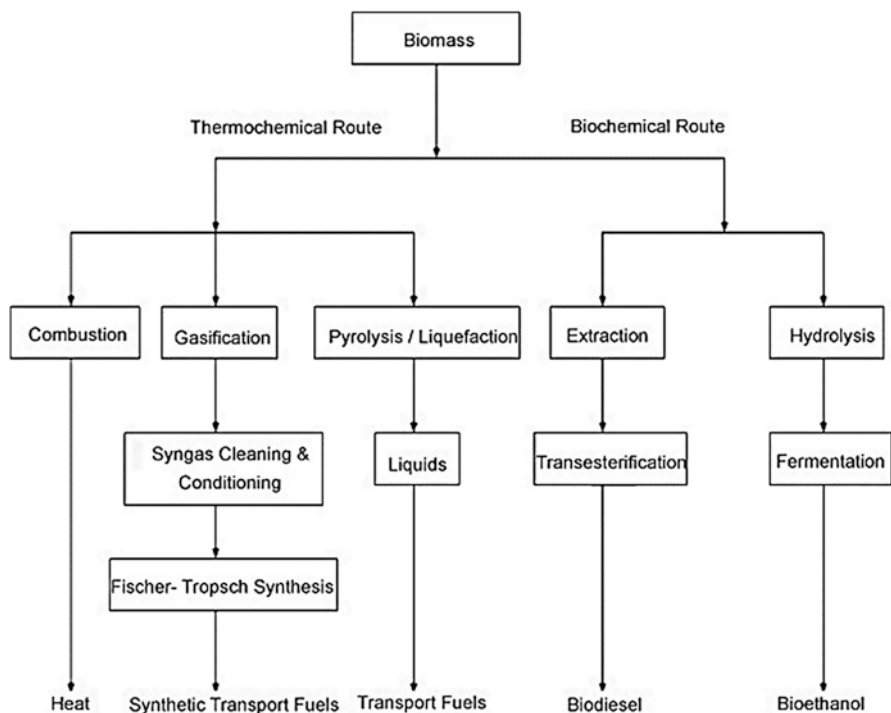 Biomass
Thermochemical Route
Biochemical Route
Combustion
Gasification
Pyrolysis / Liquefaction
Extraction
Hydrolysis
Syngas Cleaning &
Conditioning
Liquids
Transesterification
Fermentation
Fischer- Tropsch Synthesis
Heat
Synthetic Transport Fuels
Transport Fuels
Biodiesel
Bioethanol